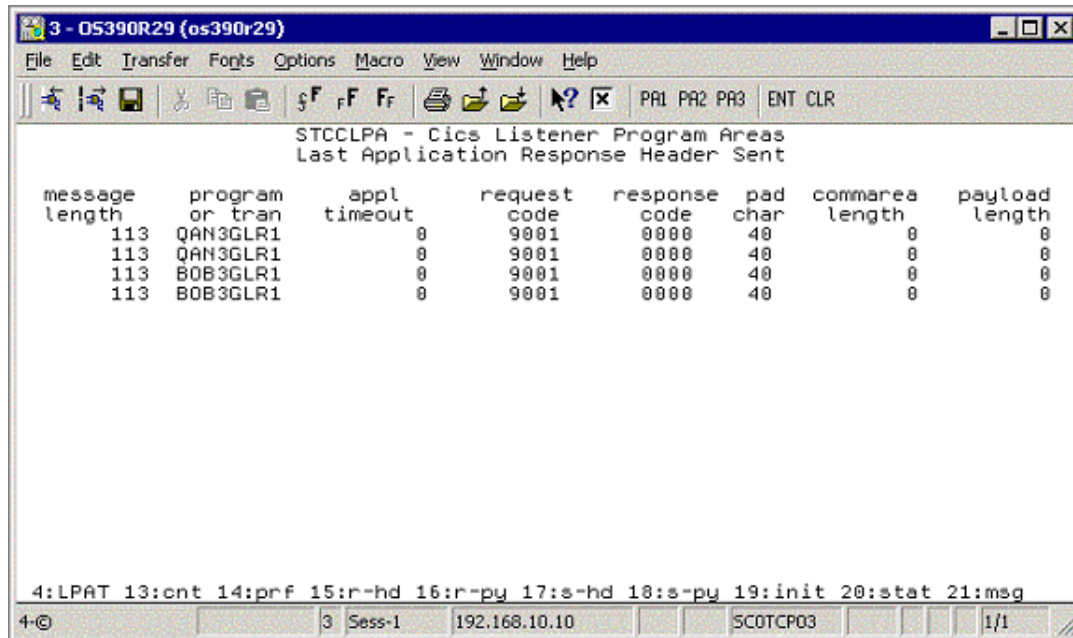 3 - OS390R29 (os390r29)
File Edit Transfer Fonts Options Macro View Window Help
PA1 PA2 PA3 ENT CLR
STCCLPA - Cics Listener Program Areas
Last Application Response Header Sent
message program appl request response pad commarea payload
length or tran timeout code code char length length
113 QAN3GLR1 0 9001 0000 40 0 0
113 QAN3GLR1 0 9001 0000 40 0 0
113 BOB3GLR1 0 9001 0000 40 0 0
113 BOB3GLR1 0 9001 0000 40 0 0
4:LPAT 13:cnt 14:prf 15:r-hd 16:r-py 17:s-hd 18:s-py 19:init 20:stat 21:msg
4-© 3 Sess-1 192.168.10.10 SCOTCP03 1/1